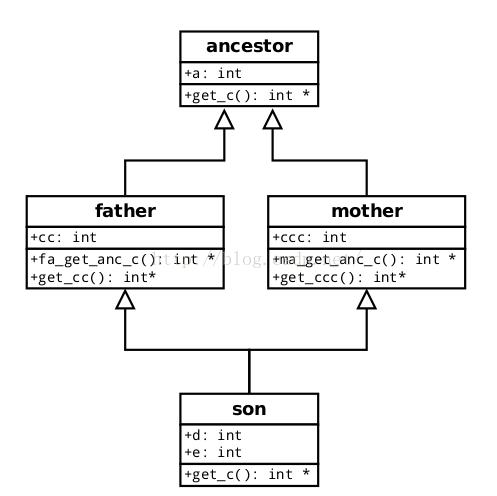 ancestor
+a: int
+get_c(): int *
father
+cc: int
+fa_get_anc_c(): int *
+get_cc(): int*
mother
+ccc: int
+ma_get_anc_c(): int *
+get_ccc(): int*
son
+d: int
+e: int
+get_c(): int *